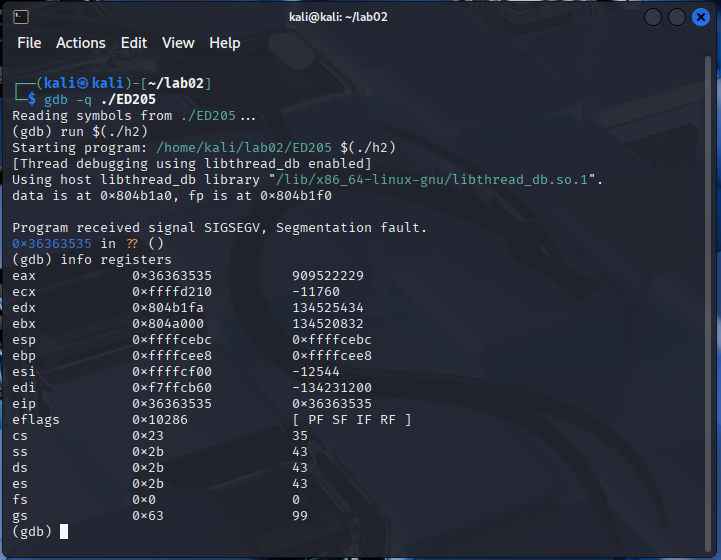 kali@kali: ~/lab02
File Actions Edit View Help
┌──(kali㉿kali)-[~/lab02]
└─$ gdb -q ./ED205
Reading symbols from ./ED205...
(gdb) run $(./h2)
Starting program: /home/kali/lab02/ED205 $(./h2)
[Thread debugging using libthread_db enabled]
Using host libthread_db library "/lib/x86_64-linux-gnu/libthread_db.so.1".
data is at 0×804b1a0, fp is at 0×804b1f0
Program received signal SIGSEGV, Segmentation fault.
0×36363535 in ?? ()
(gdb) info registers
eax 0×36363535 909522229
ecx 0×ffffd210 -11760
edx 0×804b1fa 134525434
ebx 0×804a000 134520832
esp 0×ffffcebc 0×ffffcebc
ebp 0×ffffcee8 0×ffffcee8
esi 0×ffffcf00 -12544
edi 0×f7ffcb60 -134231200
eip 0×36363535 0×36363535
eflags 0×10286 [ PF SF IF RF ]
cs 0×23 35
ss 0×2b 43
ds 0×2b 43
es 0×2b 43
fs 0×0 0
gs 0×63 99
(gdb)